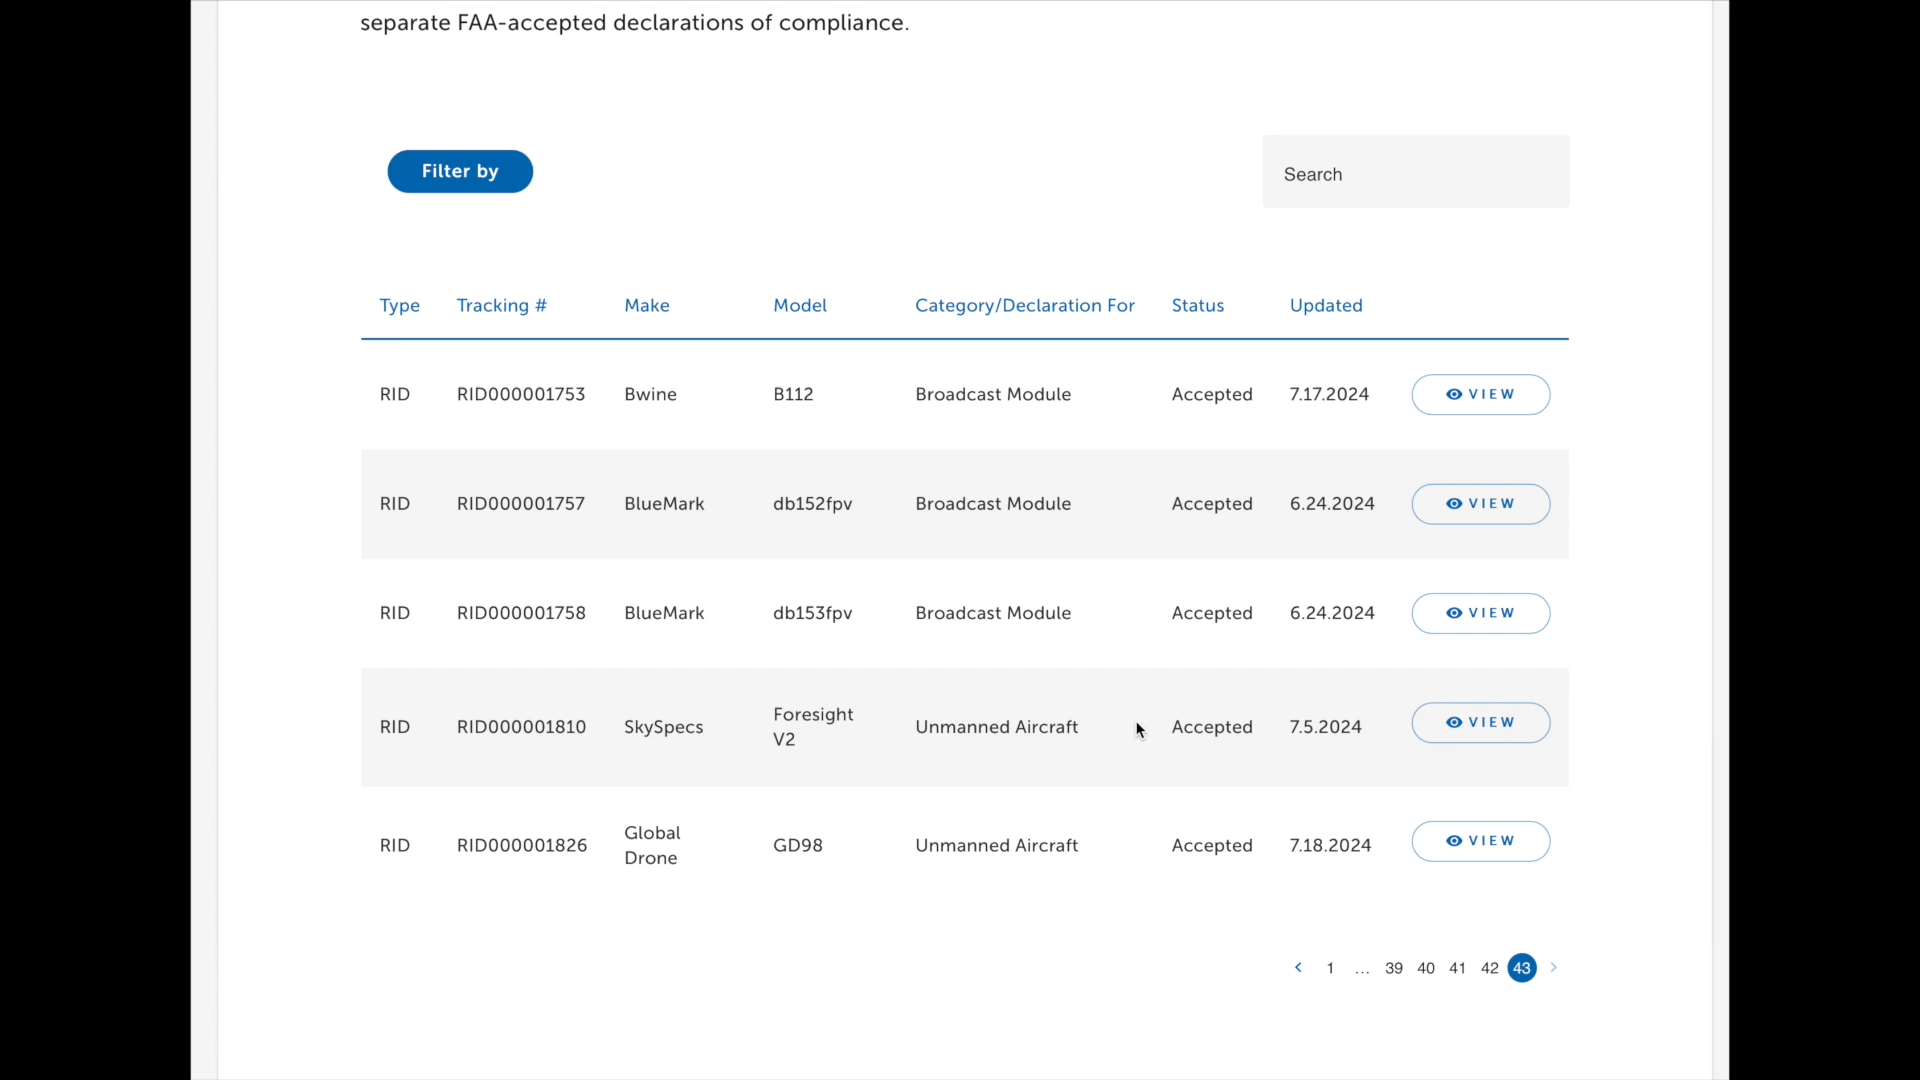 separate FAA-accepted declarations of compliance.
Filter by
Search
Type Tracking # Make Model Category/Declaration For Status Updated
RID RID000001753 Bwine B112 Broadcast Module Accepted 7.17.2024 VIEW
RID RID000001757 BlueMark db152fpv Broadcast Module Accepted 6.24.2024 VIEW
RID RID000001758 BlueMark db153fpv Broadcast Module Accepted 6.24.2024 VIEW
RID RID000001810 SkySpecs Foresight V2 Unmanned Aircraft Accepted 7.5.2024 VIEW
RID RID000001826 Global Drone GD98 Unmanned Aircraft Accepted 7.18.2024 VIEW
1 ... 39 40 41 42 43